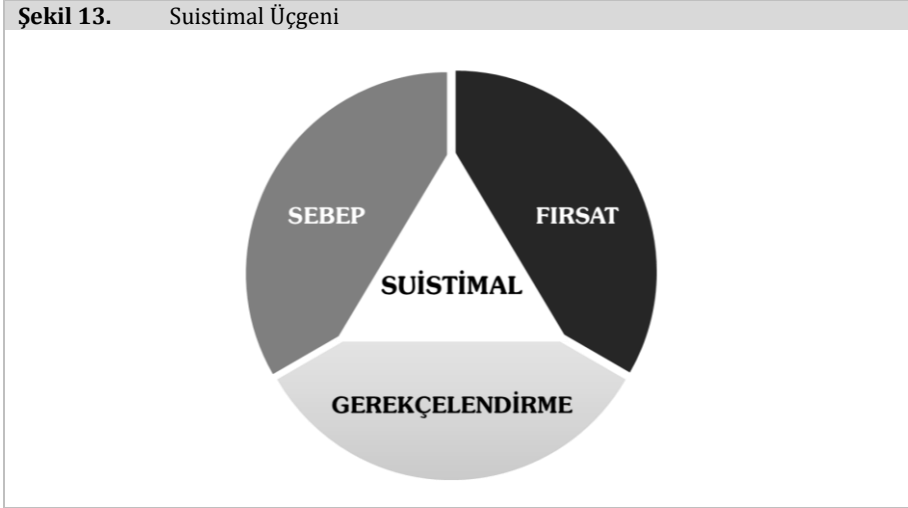 Şekil 13. Suistimal Üçgeni
SEBEP
FIRSAT
SUİSTİMAL
GEREKÇELENDİRME